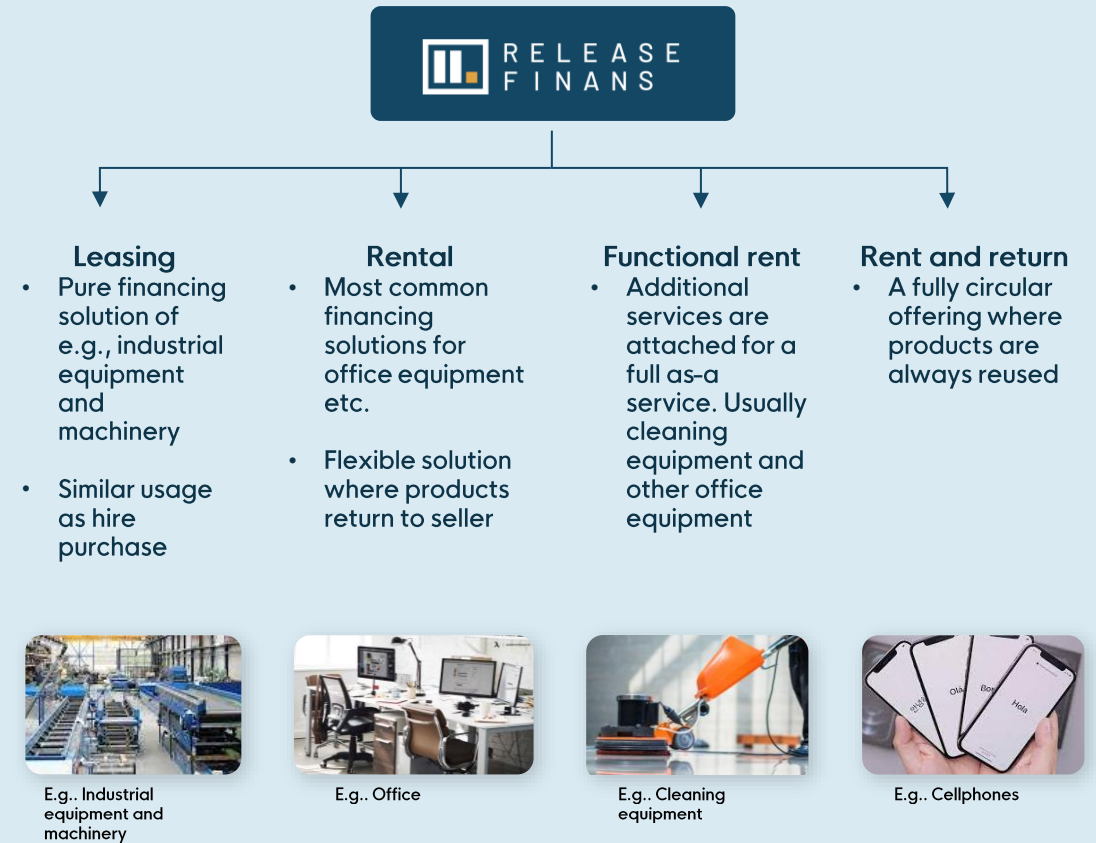 RELEASE
FINANS
Leasing
• Pure financing
solution of
e.g., industrial
equipment
and
machinery
• Similar usage
as hire
purchase
Rental
• Most common
financing
solutions for
office equipment
etc.
• Flexible solution
where products
return to seller
Functional rent
• Additional
services are
attached for a
full as-a
service. Usually
cleaning
equipment and
other office
equipment
Rent and return
• A fully circular
offering where
products are
always reused
Olá
Hola
E.g.. Industrial
equipment and
machinery
E.g.. Office
E.g.. Cleaning
equipment
E.g.. Cellphones